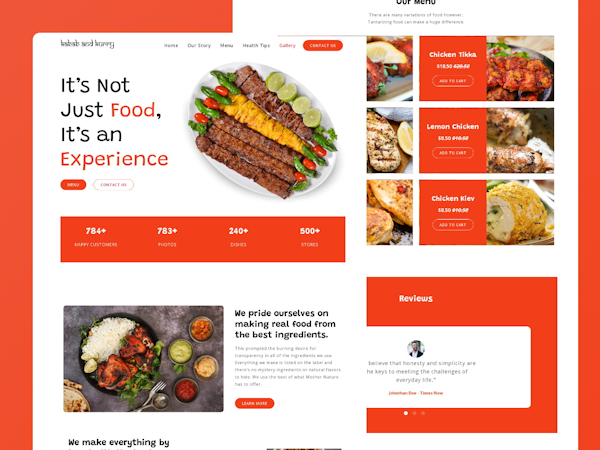 kabab and kurry
Home Our Story Menu Health Tips Gallery CONTACT US
It's Not
Just Food,
It's an
Experience
MENU CONTACT US
784+ 783+ 240+ 500+
HAPPY CUSTOMERS PHOTOS DISHES STORES
We pride ourselves on
making real food from
the best ingredients.
This prompted the burning desire for
transparency in all of the ingredients we use.
Everything we make is listed on the label and
there's no mystery ingredients or natural flavors
to hide. We use the best of what Mother Nature
has to offer.
LEARN MORE
We make everything by
Our Menu
There are many variations of food however,
Tantalizing food can make a huge difference.
Chicken Tikka
$18,50 $20,50
ADD TO CART
Lemon Chicken
$8,50 $10,50
ADD TO CART
Chicken Kiev
$8,50 $10,50
ADD TO CART
Reviews
believe that honesty and simplicity are
he keys to meeting the challenges of
everyday life."
Johnathan Doe - Times Now